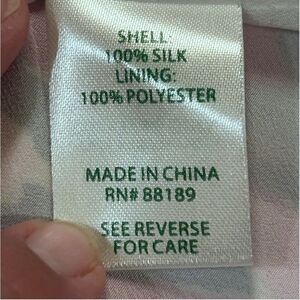 SHELL:
100% SILK
LINING:
100% POLYESTER
MADE IN CHINA
RN# 88189
SEE REVERSE
FOR CARE